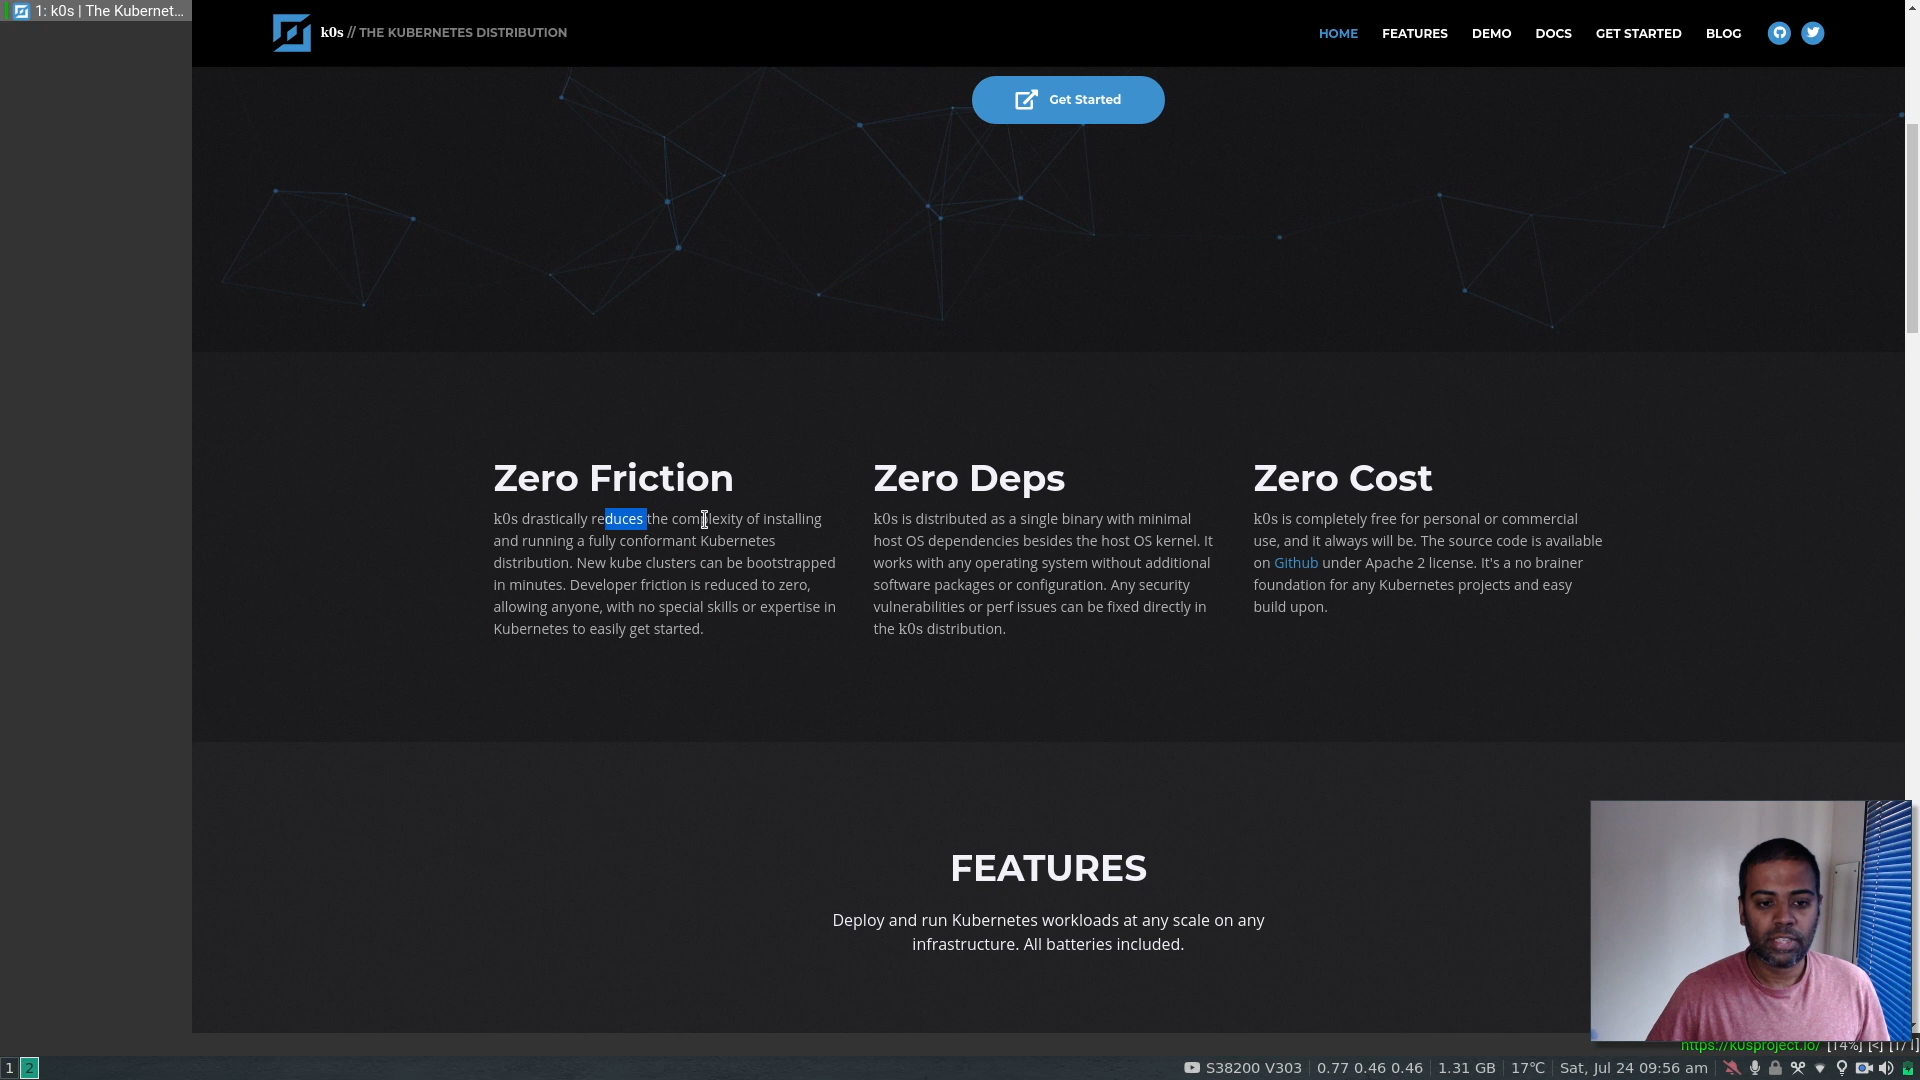 1: k0s | The Kubernet...
k0s // THE KUBERNETES DISTRIBUTION
HOME
FEATURES
DEMO
DOCS
GET STARTED
BLOG
Get Started
Zero Friction
k0s drastically reduces the complexity of installing
and running a fully conformant Kubernetes
distribution. New kube clusters can be bootstrapped
in minutes. Developer friction is reduced to zero,
allowing anyone, with no special skills or expertise in
Kubernetes to easily get started.
Zero Deps
k0s is distributed as a single binary with minimal
host OS dependencies besides the host OS kernel. It
works with any operating system without additional
software packages or configuration. Any security
vulnerabilities or perf issues can be fixed directly in
the k0s distribution.
Zero Cost
k0s is completely free for personal or commercial
use, and it always will be. The source code is available
on Github under Apache 2 license. It's a no brainer
foundation for any Kubernetes projects and easy
build upon.
FEATURES
Deploy and run Kubernetes workloads at any scale on any
infrastructure. All batteries included.
https://k0sproject.io/ [14%] [<] [1/1]
1 2
S38200 V303 0.77 0.46 0.46 1.31 GB 17°C Sat, Jul 24 09:56 am